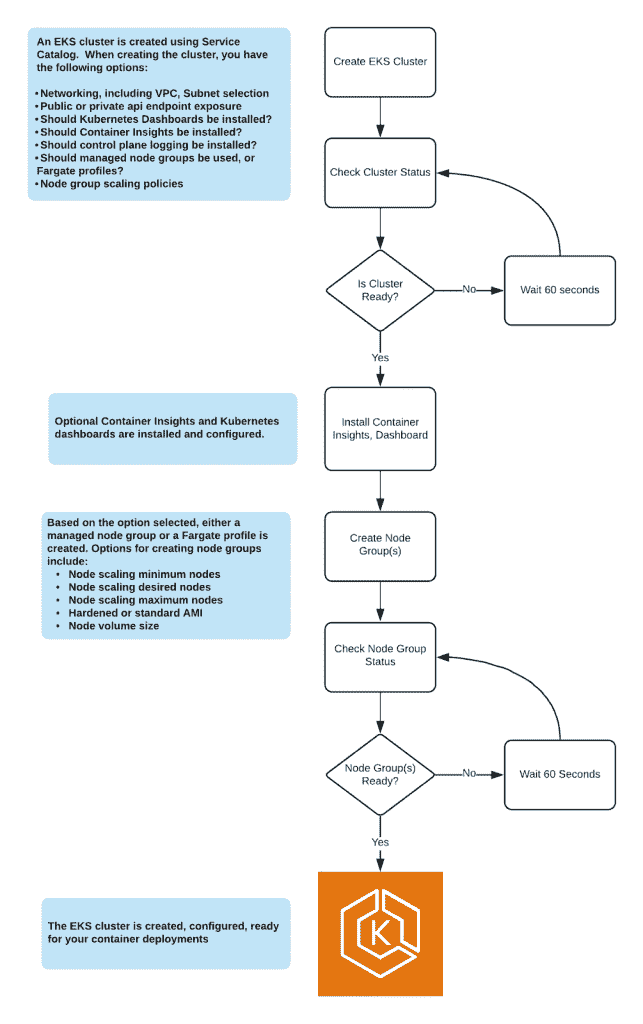 An EKS cluster is created using Service
Catalog. When creating the cluster, you have
the following options:
• Networking, including VPC, Subnet selection
• Public or private api endpoint exposure
• Should Kubernetes Dashboards be installed?
• Should Container Insights be installed?
• Should control plane logging be installed?
• Should managed node groups be used, or
Fargate profiles?
• Node group scaling policies
Create EKS Cluster
Check Cluster Status
Is Cluster
Ready?
No
Wait 60 seconds
Yes
Optional Container Insights and Kubernetes
dashboards are installed and configured.
Install Container
Insights, Dashboard
Based on the option selected, either a
managed node group or a Fargate profile is
created. Options for creating node groups
include:
• Node scaling minimum nodes
• Node scaling desired nodes
• Node scaling maximum nodes
• Hardened or standard AMI
• Node volume size
Create Node
Group(s)
Check Node Group
Status
Node Group(s)
Ready?
No
Wait 60 Seconds
Yes
The EKS cluster is created, configured, ready
for your container deployments
K